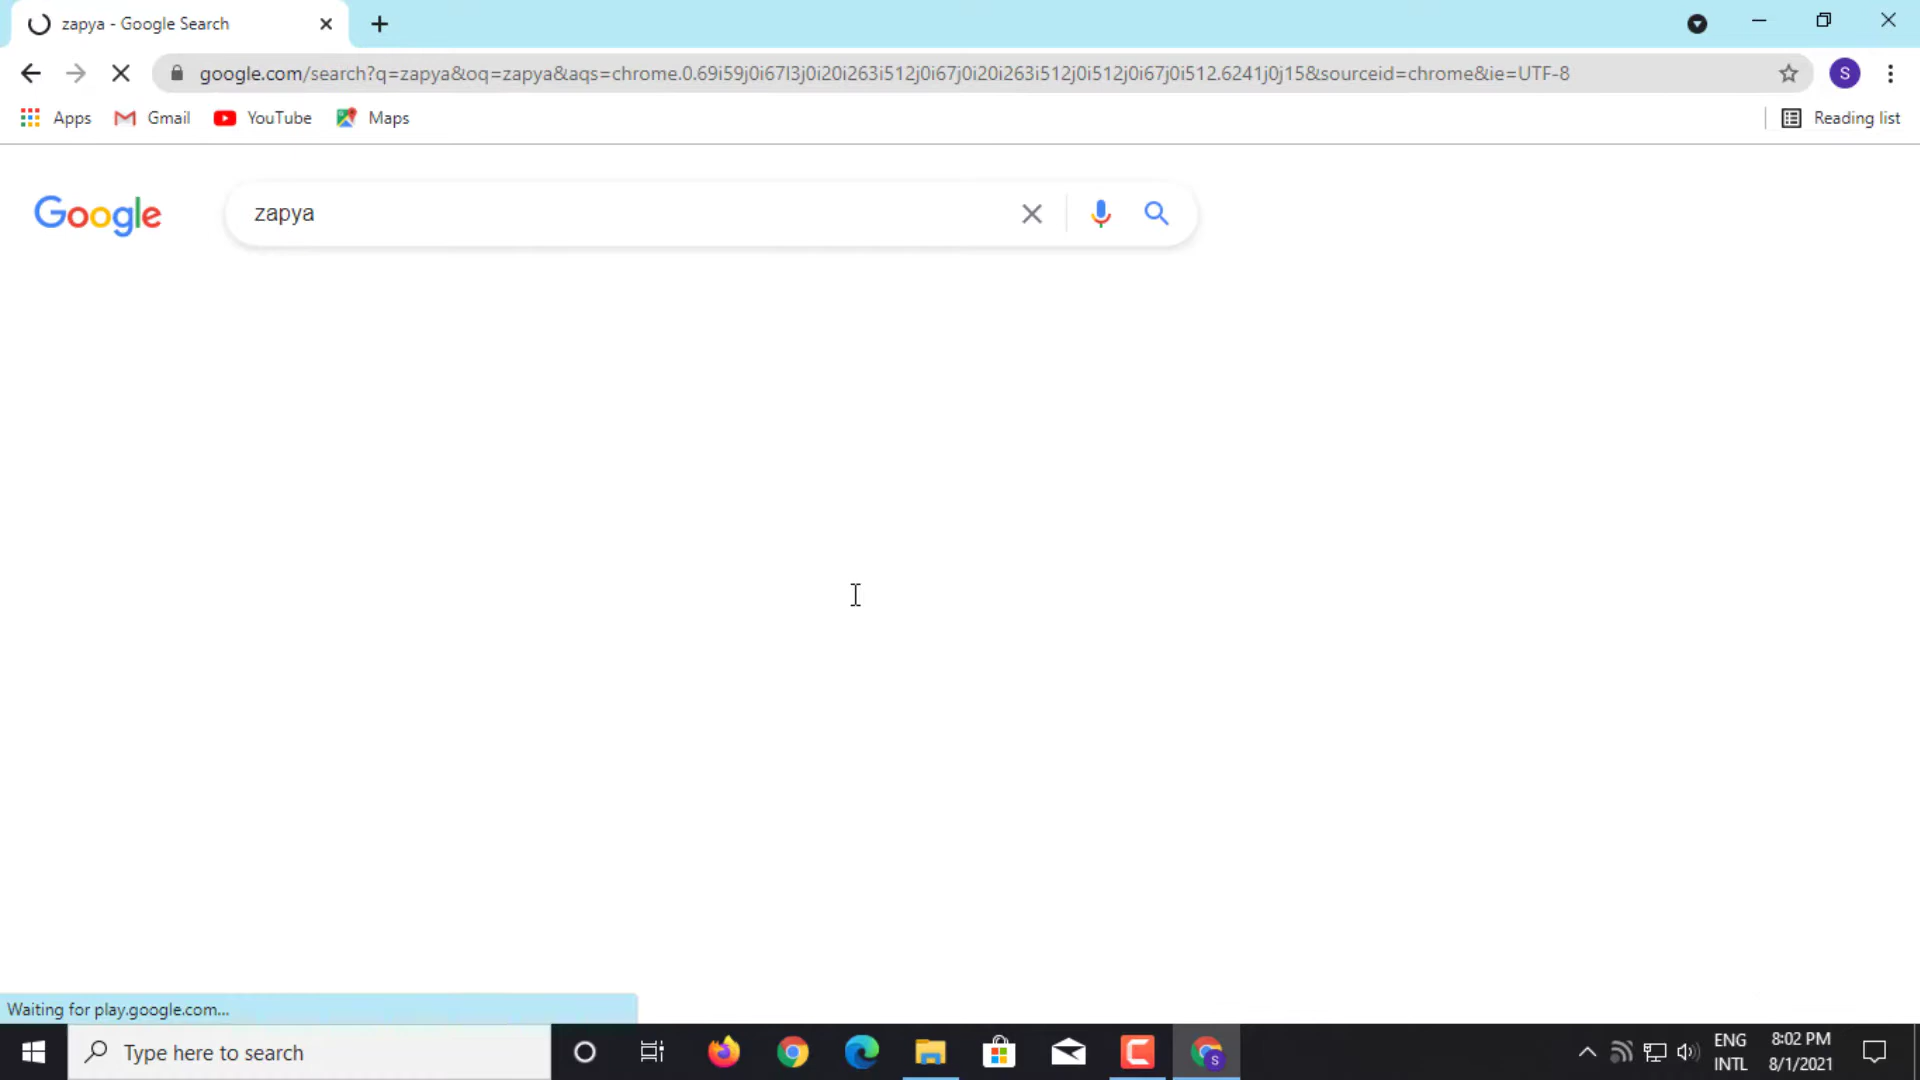 zapya - Google Search
google.com/search?q=zapya&oq=zapya&aqs=chrome.0.69i59j0i67l3j0i20i263i512j0i67j0i20i263i512j0i512j0i67j0i512.6241j0j15&sourceid=chrome&ie=UTF-8
S
Apps
Gmail
YouTube
Maps
Reading list
Google
zapya
Waiting for play.google.com...
Type here to search
S
ENG
INTL
8:02 PM
8/1/2021